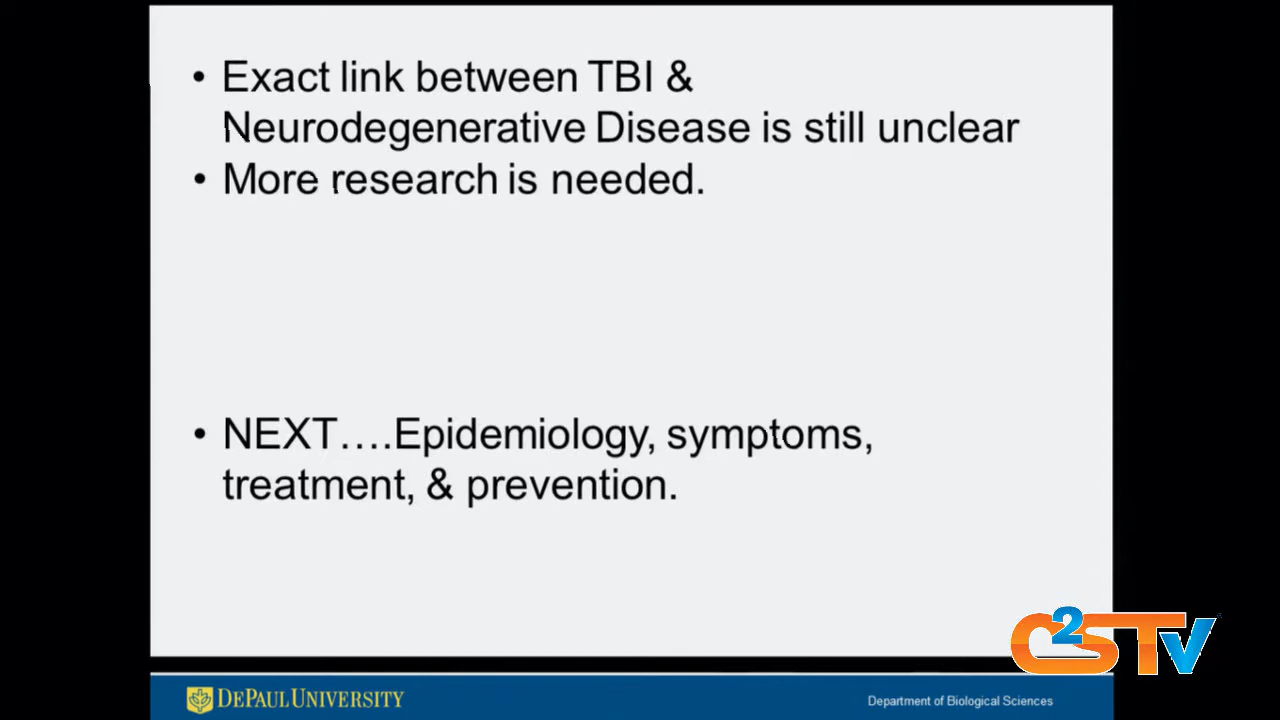 • Exact link between TBI &
Neurodegenerative Disease is still unclear
• More research is needed.
• NEXT….Epidemiology, symptoms,
treatment, & prevention.
C2STV
DEPAUL UNIVERSITY
Department of Biological Sciences